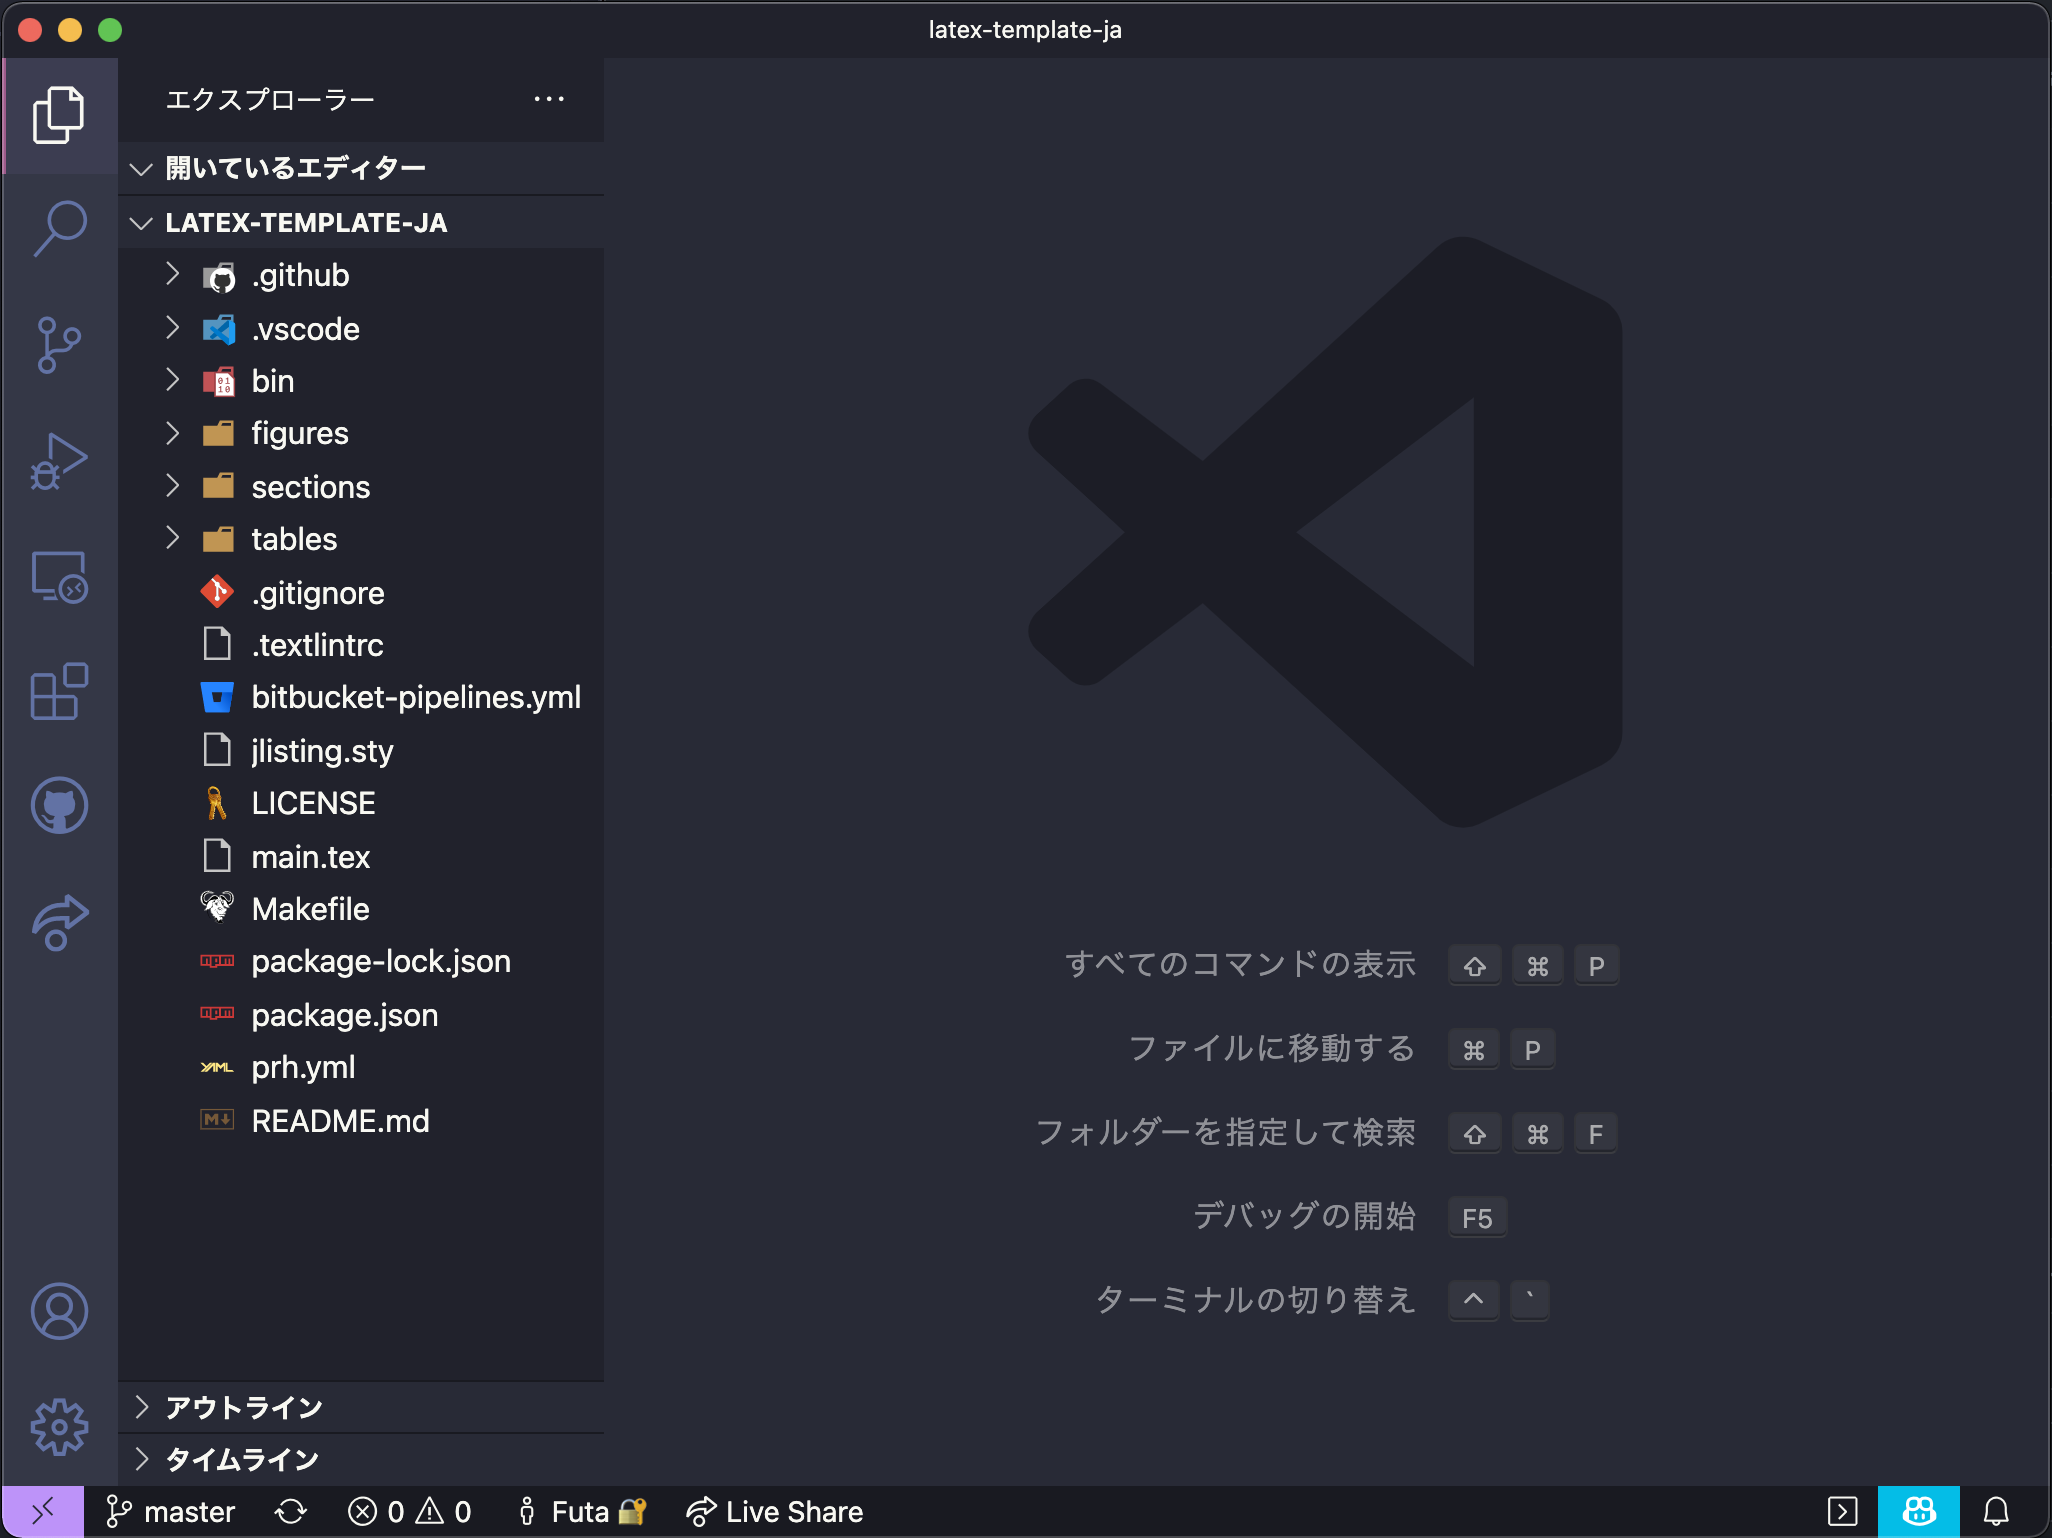 latex-template-ja
エクスプローラー
開いているエディター
LATEX-TEMPLATE-JA
.github
.vscode
bin
figures
sections
tables
.gitignore
.textlintrc
bitbucket-pipelines.yml
jlisting.sty
LICENSE
main.tex
Makefile
package-lock.json
package.json
prh.yml
README.md
アウトライン
タイムライン
すべてのコマンドの表示 ⇧ ⌘ P
ファイルに移動する ⌘ P
フォルダーを指定して検索 ⇧ ⌘ F
デバッグの開始 F5
ターミナルの切り替え ^ `
master 0 0 Futa🔐 Live Share